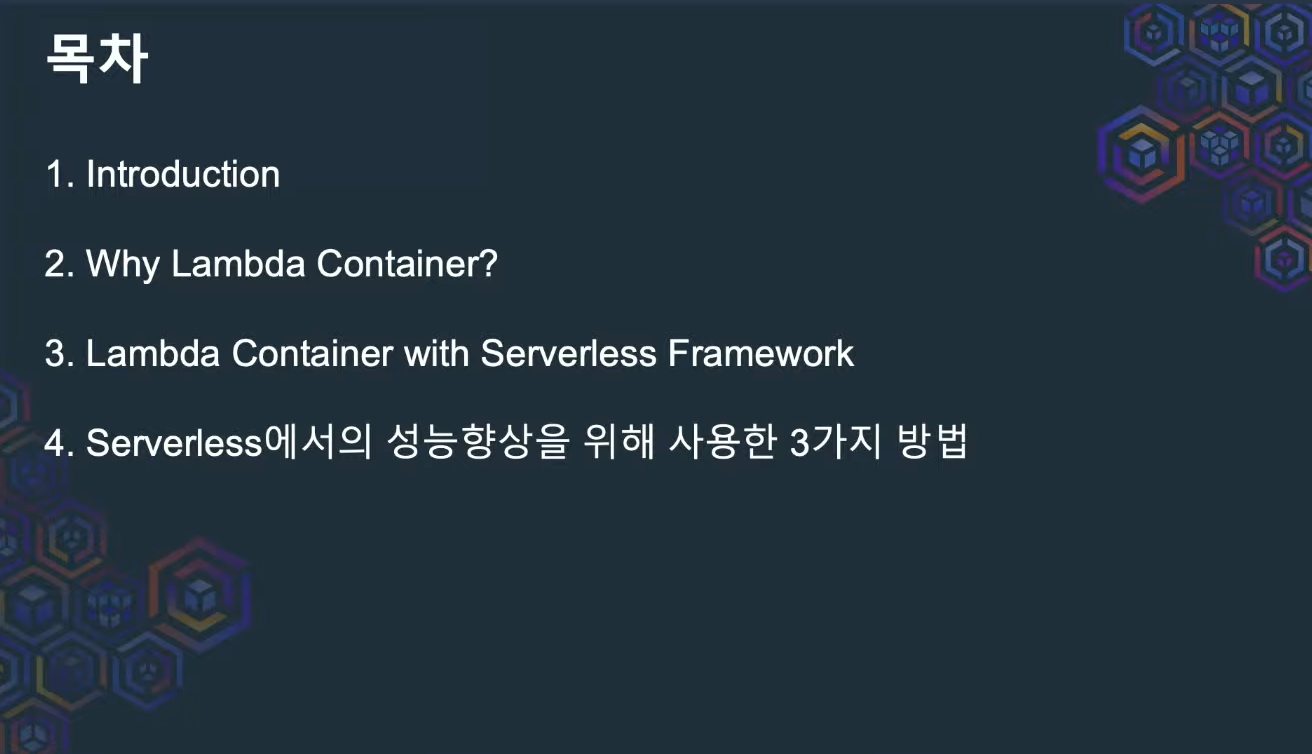 목차
1. Introduction
2. Why Lambda Container?
3. Lambda Container with Serverless Framework
4. Serverless에서의 성능향상을 위해 사용한 3가지 방법